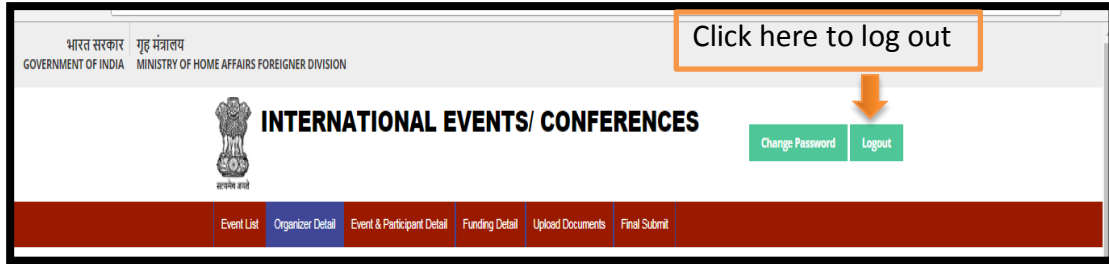 Click here to log out
भारत सरकार गृह मंत्रालय
GOVERNMENT OF INDIA MINISTRY OF HOME AFFAIRS FOREIGNER DIVISION
INTERNATIONAL EVENTS/ CONFERENCES
Change Password Logout
सत्यमेव जयते
Event List Organizer Detail Event & Participant Detail Funding Detail Upload Documents Final Submit